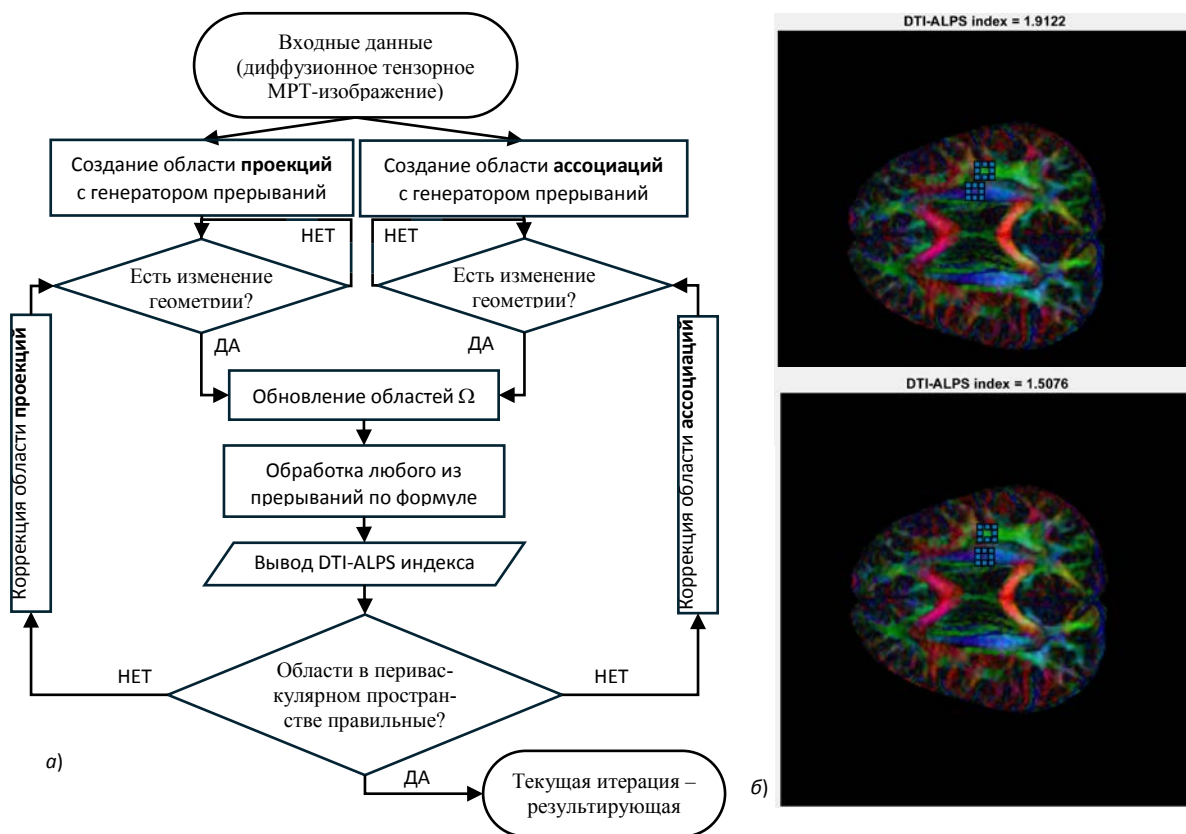 Входные данные
(диффузионное тензорное
МРТ-изображение)
Создание области проекций
с генератором прерываний
Создание области ассоциаций
с генератором прерываний
НЕТ
НЕТ
Есть изменение
геометрии?
Есть изменение
геометрии?
ДА
ДА
Коррекция области проекций
Коррекция области ассоциаций
Обновление областей Ω
Обработка любого из
прерываний по формуле
Вывод DTI-ALPS индекса
НЕТ
НЕТ
Области в перивас-
кулярном простран-
стве правильные?
ДА
Текущая итерация –
результирующая
а)
DTI-ALPS index = 1.9122
DTI-ALPS index = 1.5076
б)